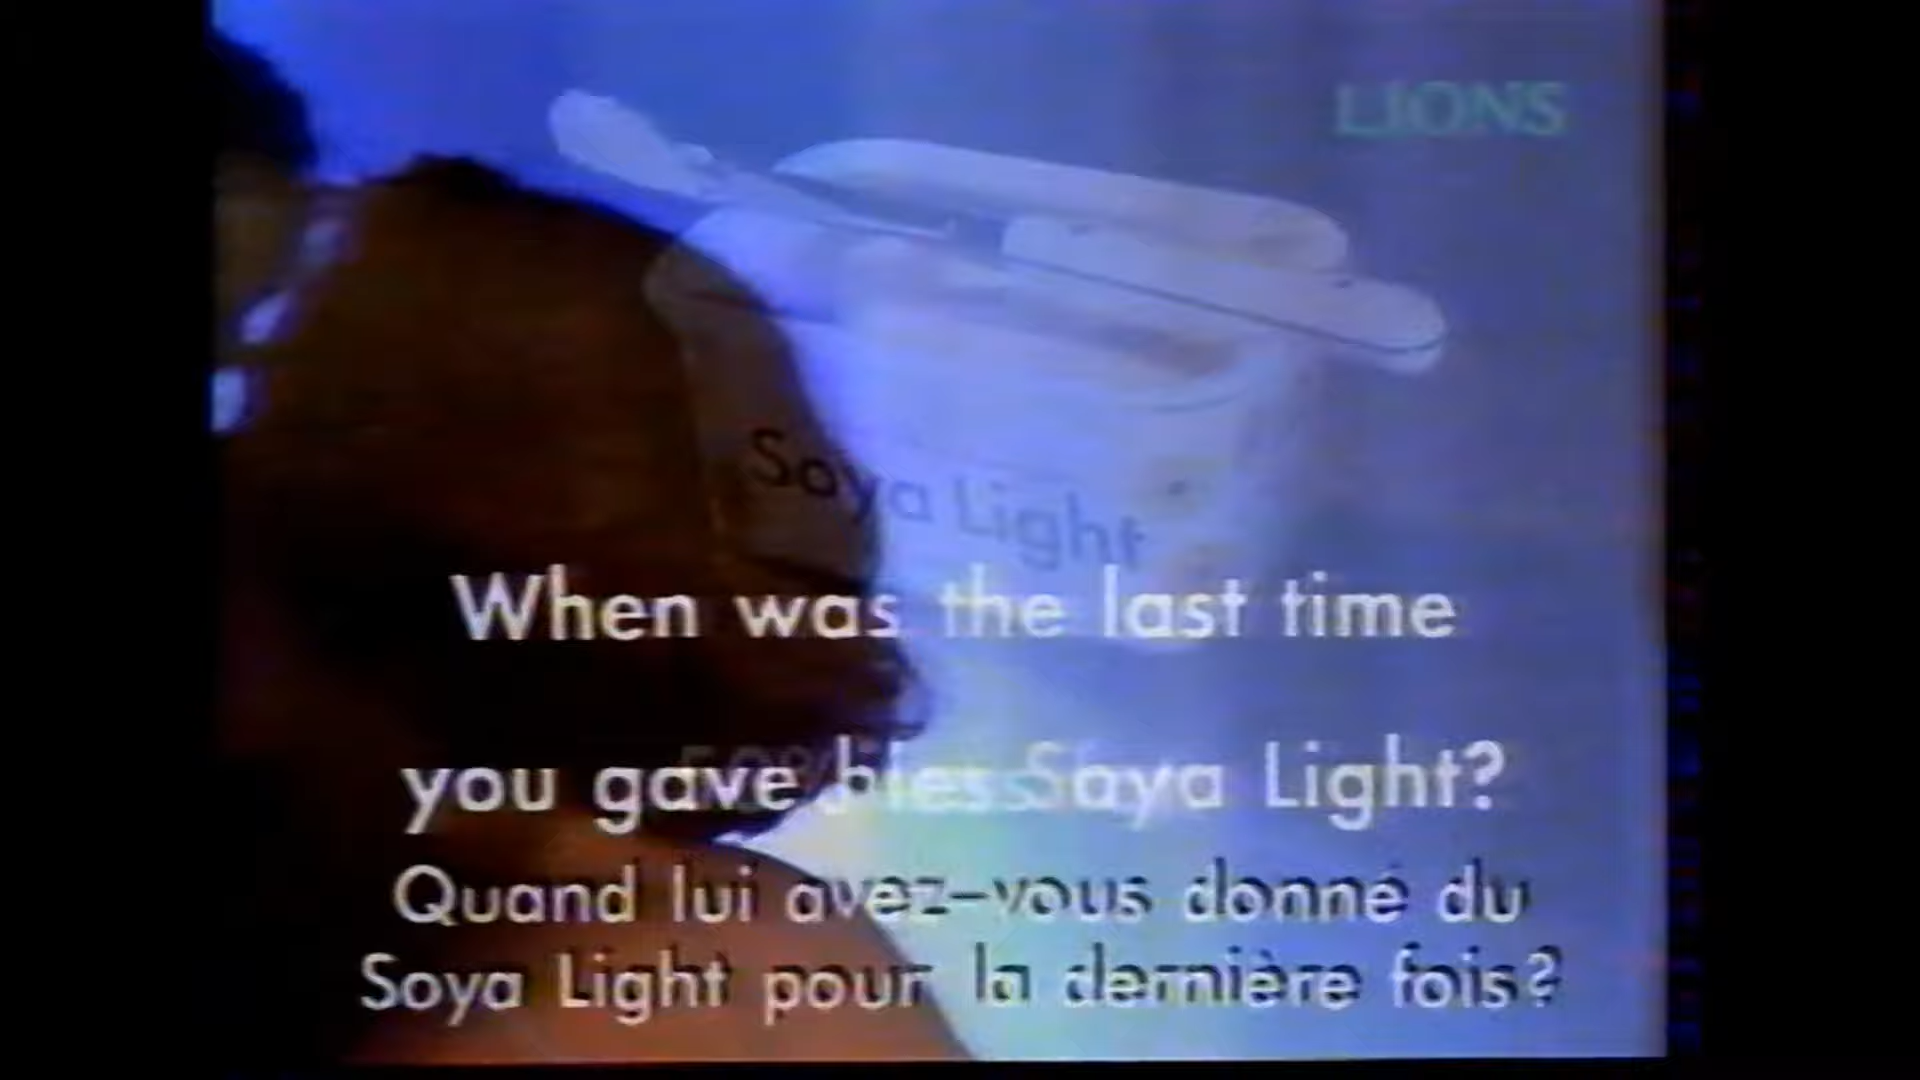 LIONS
Soya Light
When was the last time
you gave Soya Light?
Quand lui avez-vous donné du
Soya Light pour la dernière fois?